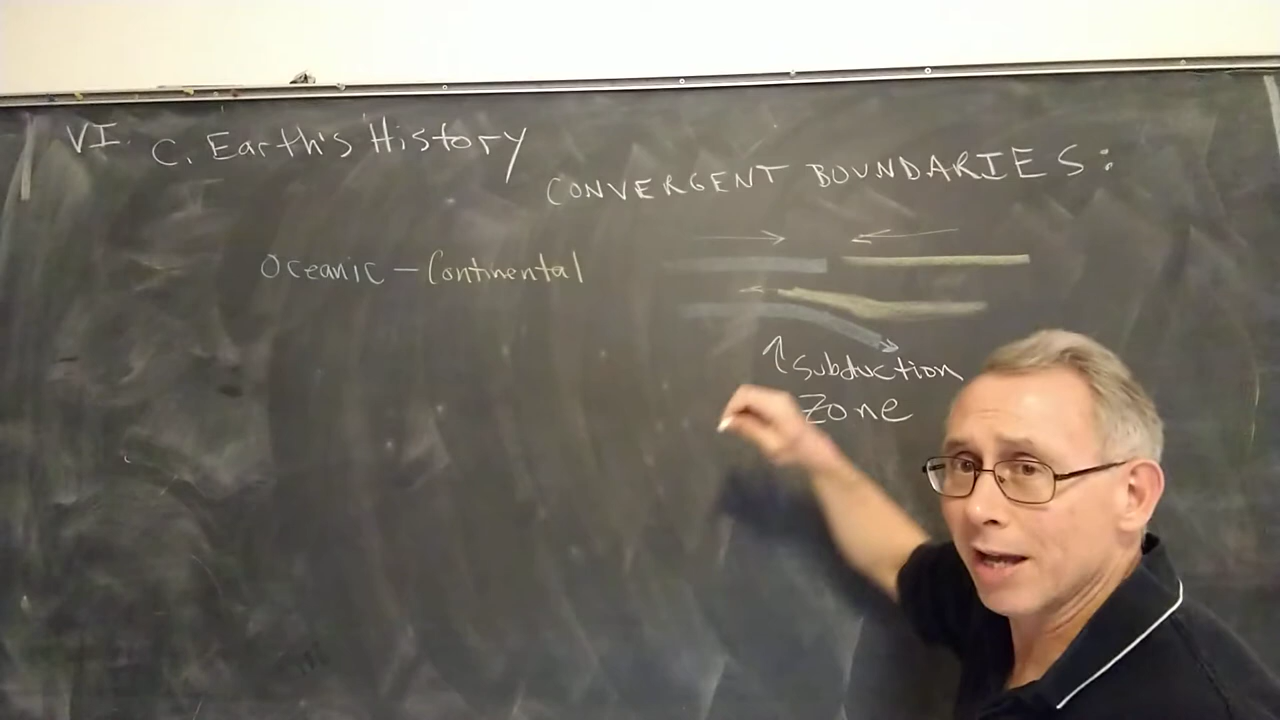 VI. C. Earth's History
CONVERGENT BOUNDARIES:
Oceanic – Continental
Subduction
Zone